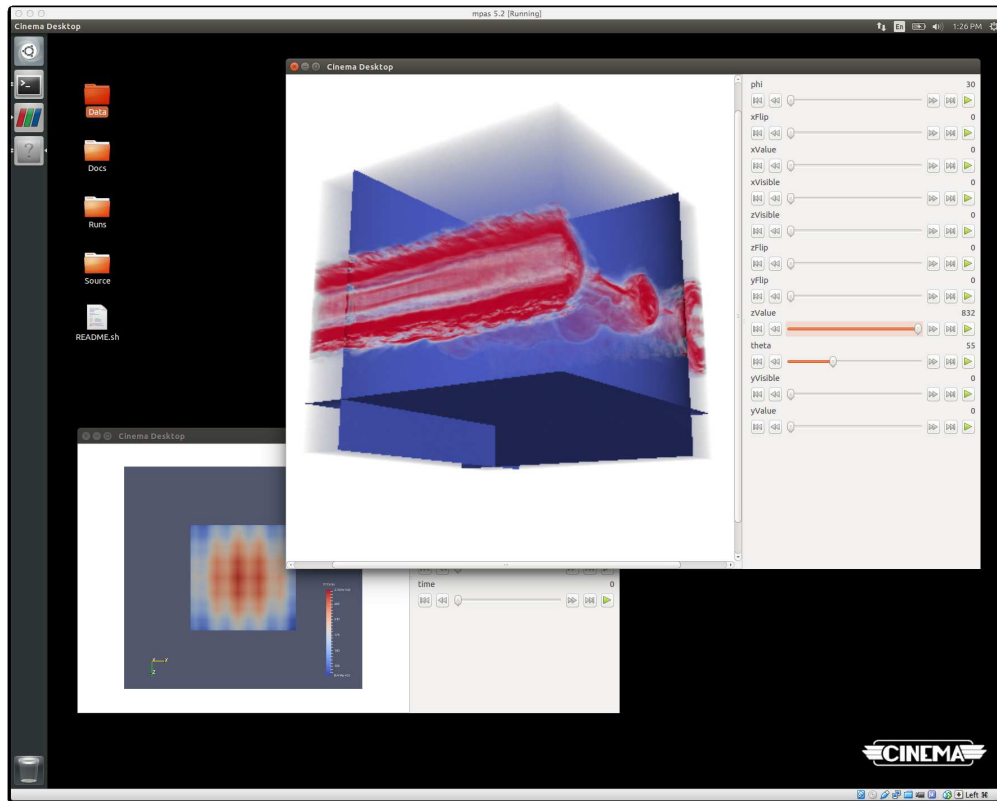 mpas 5.2 [Running]
Cinema Desktop
En
1:26 PM
Cinema Desktop
Data
Docs
Runs
Source
README.sh
phi 30
xFlip 0
xValue 0
xVisible 0
zVisible 0
zFlip 0
yFlip 0
zValue 832
theta 55
yVisible 0
yValue 0
Cinema Desktop
time 0
X
Z
CINEMA
Left ⌘